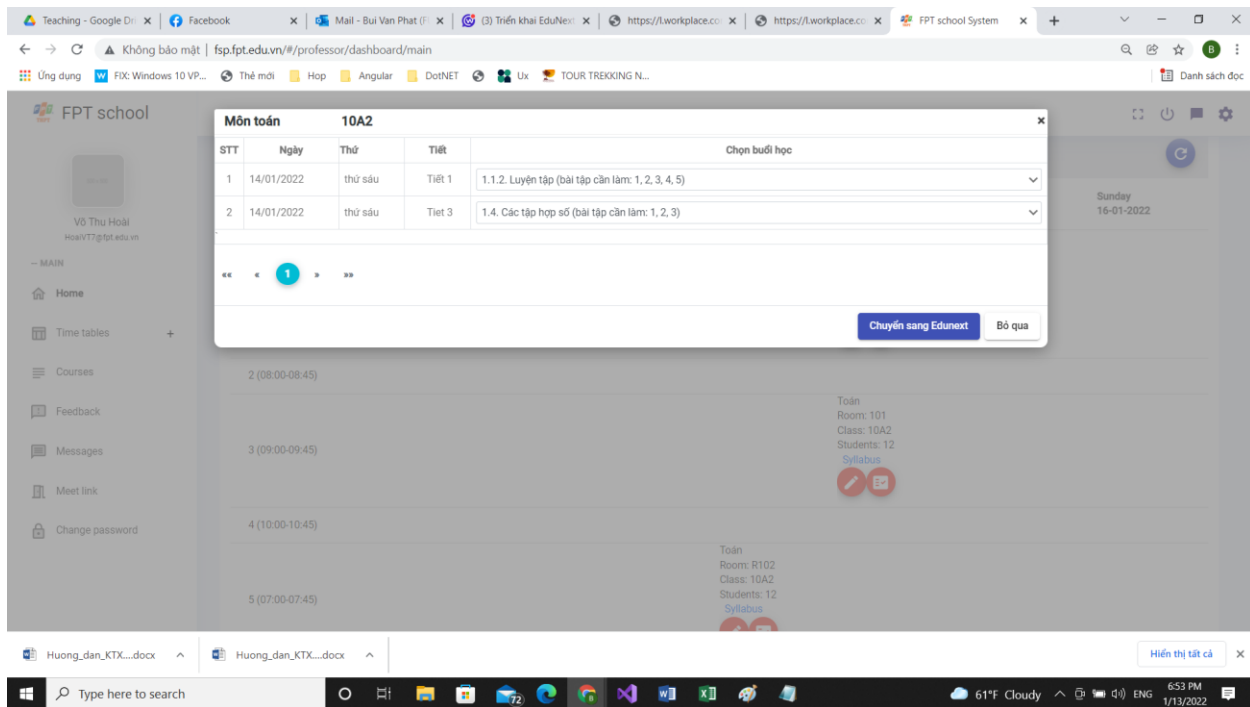 Teaching - Google Dri
Facebook
Mail - Bui Van Phat (F
(3) Triển khai EduNext
https://l.workplace.co
https://l.workplace.co
FPT school System
Không bảo mật | fsp.fpt.edu.vn/#/professor/dashboard/main
B
Ứng dụng
FIX: Windows 10 VP...
Thẻ mới
Hop
Angular
DotNET
Ux
TOUR TREKKING N...
Danh sách đọc
FPT school
Môn toán 10A2
STT Ngày Thứ Tiết Chọn buổi học
1 14/01/2022 thứ sáu Tiết 1 1.1.2. Luyện tập (bài tập cần làm: 1, 2, 3, 4, 5)
2 14/01/2022 thứ sáu Tiet 3 1.4. Các tập hợp số (bài tập cần làm: 1, 2, 3)
«« « 1 » »»
Chuyển sang Edunext Bỏ qua
Sunday
16-01-2022
Võ Thu Hoài
HoaiVT7@fpt.edu.vn
-- MAIN
Home
Time tables +
Courses
Feedback
Messages
Meet link
Change password
2 (08:00-08:45)
3 (09:00-09:45)
Toán
Room: 101
Class: 10A2
Students: 12
Syllabus
4 (10:00-10:45)
5 (07:00-07:45)
Toán
Room: R102
Class: 10A2
Students: 12
Syllabus
Huong_dan_KTX....docx
Huong_dan_KTX....docx
Hiển thị tất cả
Type here to search
72
61°F Cloudy
ENG
6:53 PM
1/13/2022